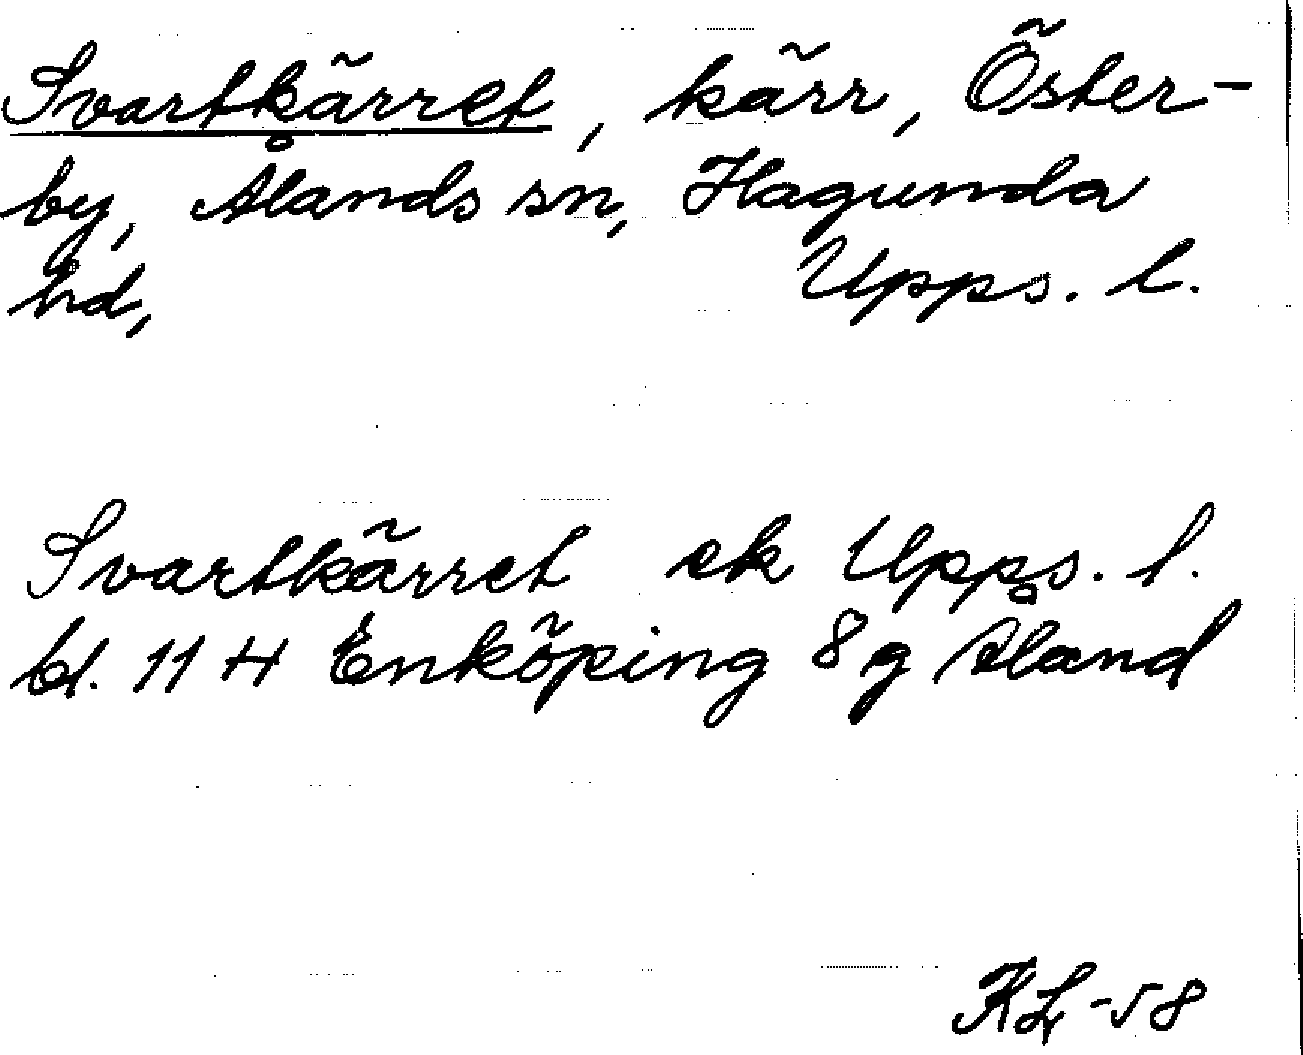 Svartkärret, kärr, Öster-
by, Ålands sn, Hagunda
hd, Upps. l.
Svartkärret ek Upps. l.
bl. 11 H Enköping 8 g Åland
KL -58